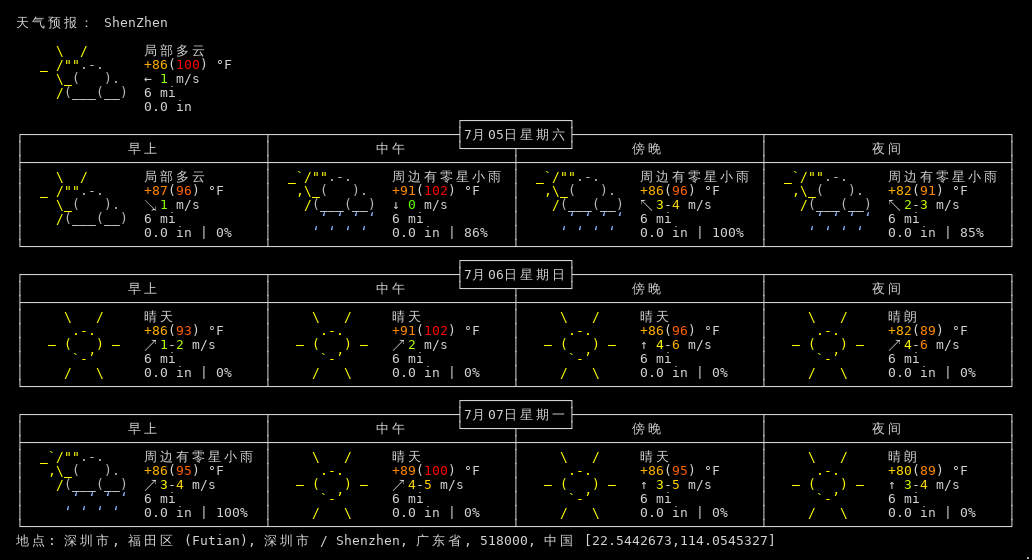 天气预报： ShenZhen
局部多云
+86(100) °F
← 1 m/s
6 mi
0.0 in
7月05日星期六
早上 中午 傍晚 夜间
局部多云 周边有零星小雨 周边有零星小雨 周边有零星小雨
+87(96) °F +91(102) °F +86(96) °F +82(91) °F
↘ 1 m/s ↓ 0 m/s ↖ 3-4 m/s ↖ 2-3 m/s
6 mi 6 mi 6 mi 6 mi
0.0 in | 0% 0.0 in | 86% 0.0 in | 100% 0.0 in | 85%
7月06日星期日
早上 中午 傍晚 夜间
晴天 晴天 晴天 晴朗
+86(93) °F +91(102) °F +86(96) °F +82(89) °F
↗ 1-2 m/s ↗ 2 m/s ↑ 4-6 m/s ↗ 4-6 m/s
6 mi 6 mi 6 mi 6 mi
0.0 in | 0% 0.0 in | 0% 0.0 in | 0% 0.0 in | 0%
7月07日星期一
早上 中午 傍晚 夜间
周边有零星小雨 晴天 晴天 晴朗
+86(95) °F +89(100) °F +86(95) °F +80(89) °F
↗ 3-4 m/s ↗ 4-5 m/s ↑ 3-5 m/s ↑ 3-4 m/s
6 mi 6 mi 6 mi 6 mi
0.0 in | 100% 0.0 in | 0% 0.0 in | 0% 0.0 in | 0%
地点: 深圳市, 福田区 (Futian), 深圳市 / Shenzhen, 广东省, 518000, 中国 [22.5442673,114.0545327]